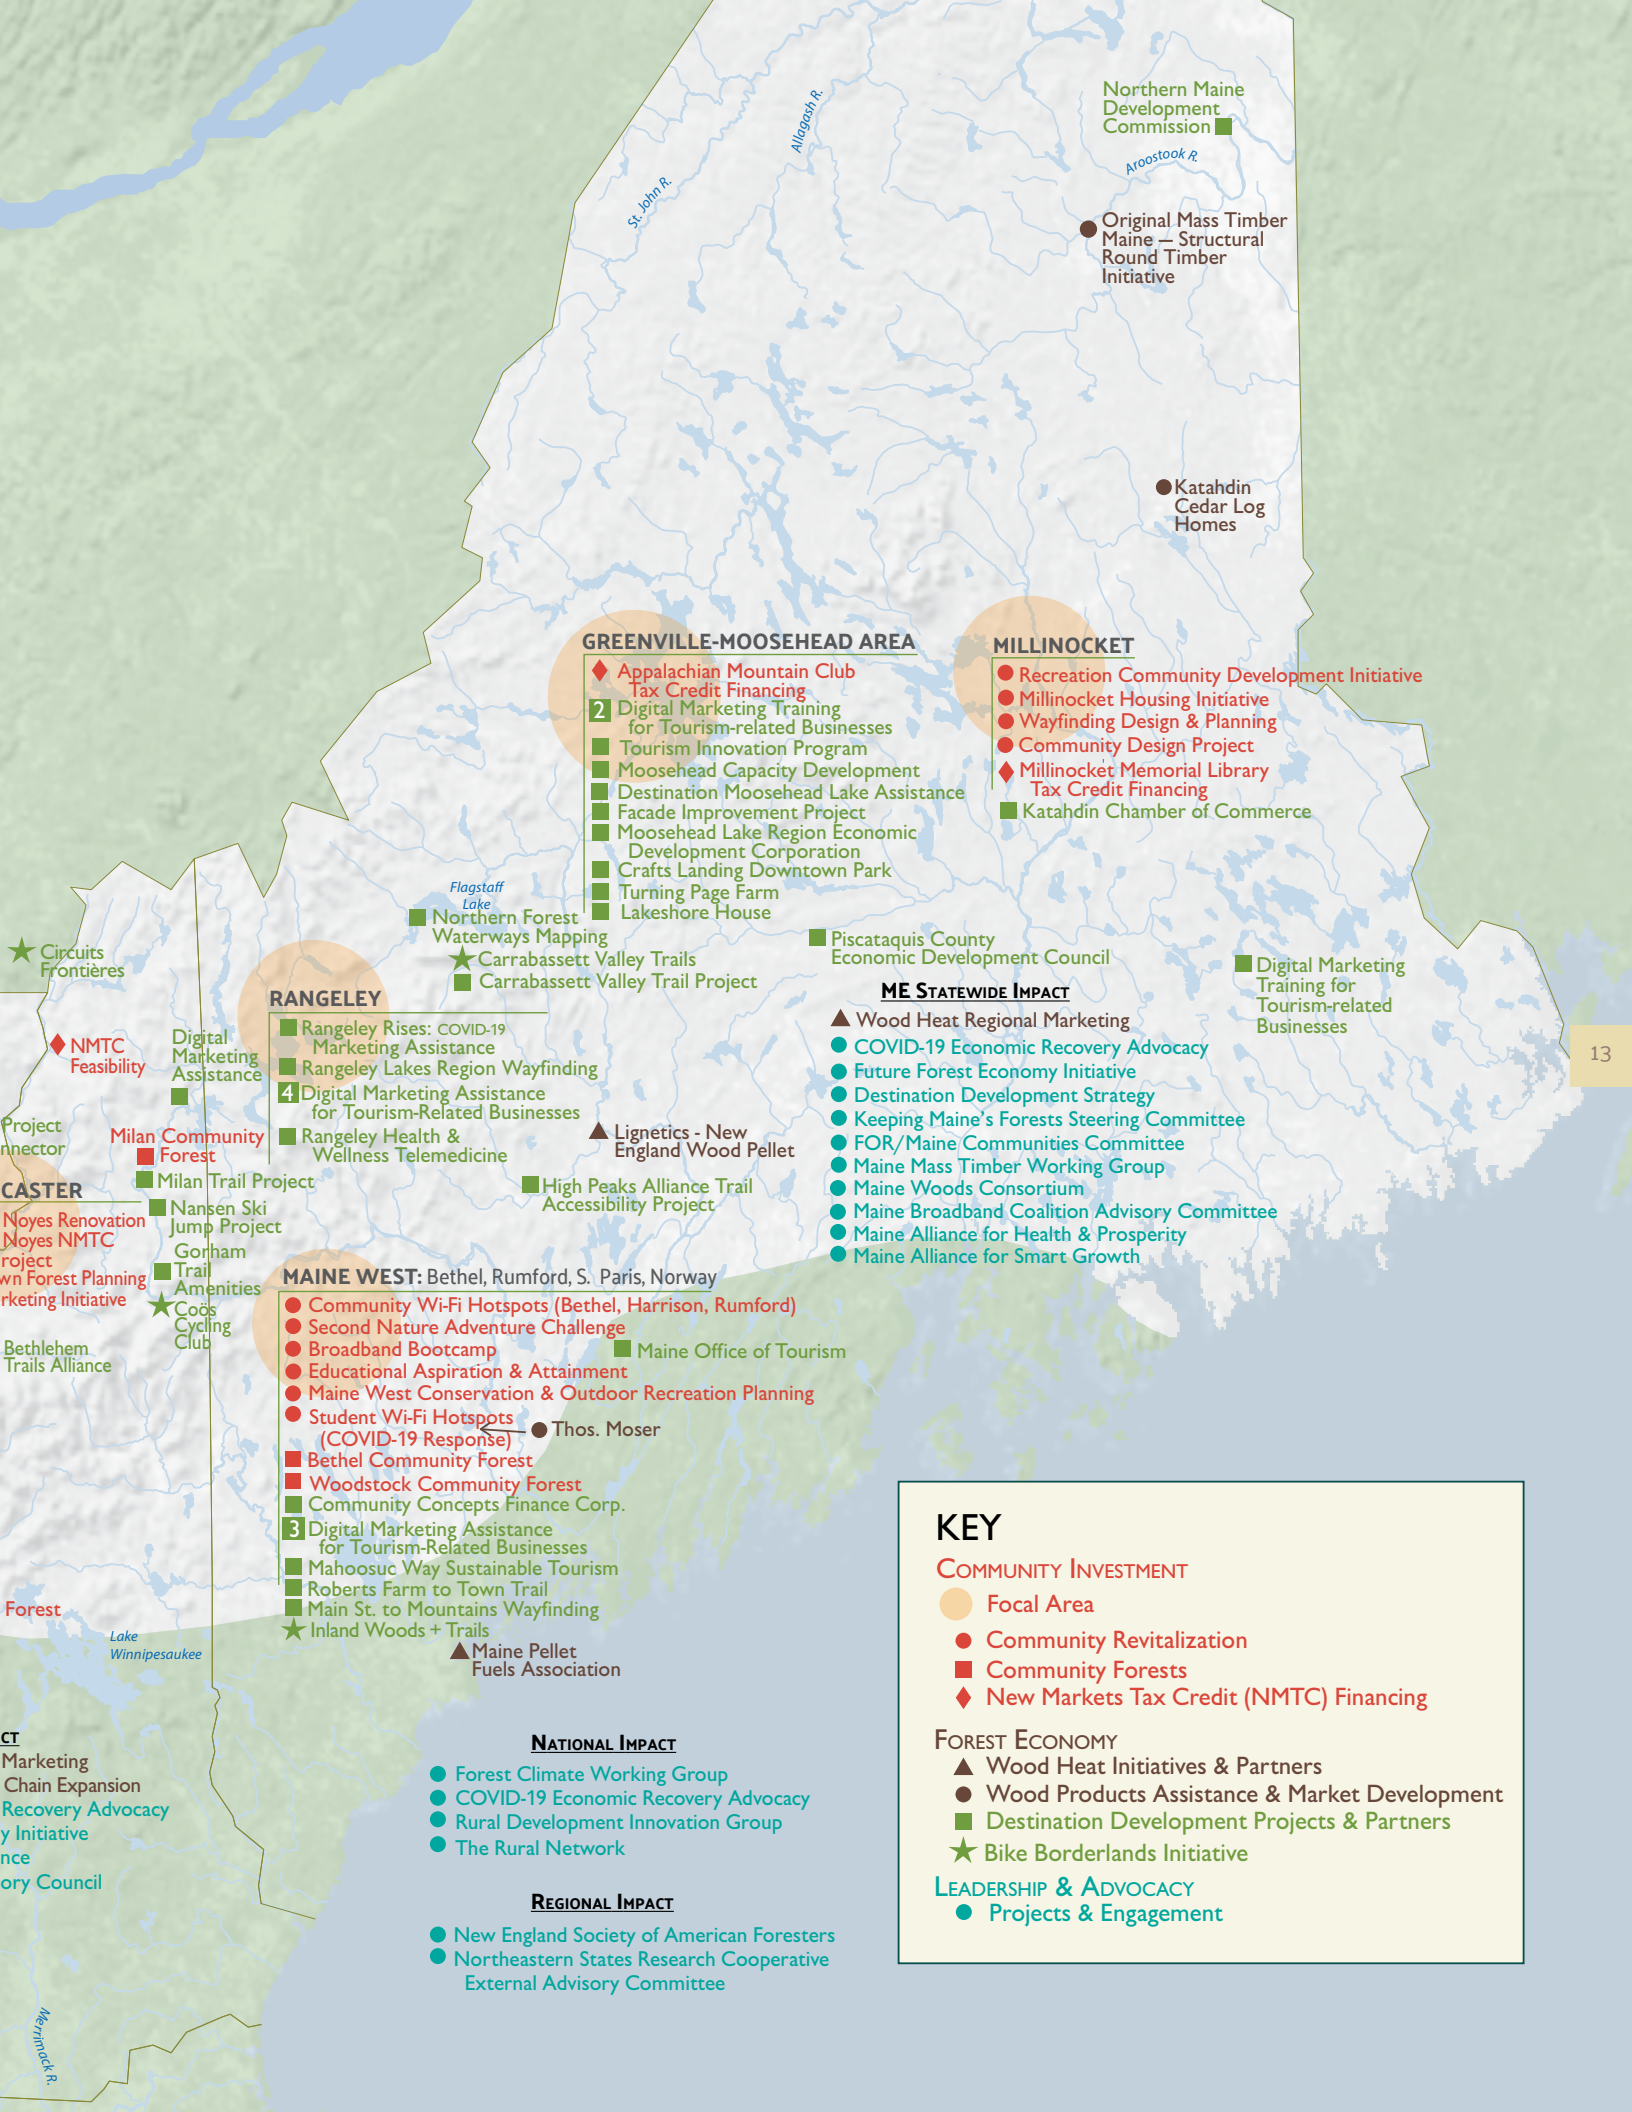 Northern Maine
Development
Commission
Allagash R.
Aroostook R.
St. John R.
Original Mass Timber
Maine — Structural
Round Timber
Initiative
Katahdin
Cedar Log
Homes
GREENVILLE-MOOSEHEAD AREA
Appalachian Mountain Club
Tax Credit Financing
2 Digital Marketing Training
for Tourism-related Businesses
Tourism Innovation Program
Moosehead Capacity Development
Destination Moosehead Lake Assistance
Facade Improvement Project
Moosehead Lake Region Economic
Development Corporation
Crafts Landing Downtown Park
Turning Page Farm
Lakeshore House
MILLINOCKET
Recreation Community Development Initiative
Millinocket Housing Initiative
Wayfinding Design & Planning
Community Design Project
Millinocket Memorial Library
Tax Credit Financing
Katahdin Chamber of Commerce
Flagstaff
Lake
Northern Forest
Waterways Mapping
Carrabassett Valley Trails
Carrabassett Valley Trail Project
Piscataquis County
Economic Development Council
Digital Marketing
Training for
Tourism-related
Businesses
13
Circuits
Frontières
NMTC
Feasibility
Digital
Marketing
Assistance
RANGELEY
Rangeley Rises: COVID-19
Marketing Assistance
Rangeley Lakes Region Wayfinding
4 Digital Marketing Assistance
for Tourism-Related Businesses
Rangeley Health &
Wellness Telemedicine
ME STATEWIDE IMPACT
Wood Heat Regional Marketing
COVID-19 Economic Recovery Advocacy
Future Forest Economy Initiative
Destination Development Strategy
Keeping Maine's Forests Steering Committee
FOR/Maine Communities Committee
Maine Mass Timber Working Group
Maine Woods Consortium
Maine Broadband Coalition Advisory Committee
Maine Alliance for Health & Prosperity
Maine Alliance for Smart Growth
Lignetics - New
England Wood Pellet
High Peaks Alliance Trail
Accessibility Project
Project
nnector
Milan Community
Forest
Milan Trail Project
CASTER
Noyes Renovation
Noyes NMTC
roject
wn Forest Planning
rketing Initiative
Nansen Ski
Jump Project
Gorham
Trail
Amenities
Coös
Cycling
Club
Bethlehem
Trails Alliance
MAINE WEST: Bethel, Rumford, S. Paris, Norway
Community Wi-Fi Hotspots (Bethel, Harrison, Rumford)
Second Nature Adventure Challenge
Broadband Bootcamp
Educational Aspiration & Attainment
Maine West Conservation & Outdoor Recreation Planning
Student Wi-Fi Hotspots
(COVID-19 Response)
Bethel Community Forest
Woodstock Community Forest
Community Concepts Finance Corp.
3 Digital Marketing Assistance
for Tourism-Related Businesses
Mahoosuc Way Sustainable Tourism
Roberts Farm to Town Trail
Main St. to Mountains Wayfinding
Inland Woods + Trails
Maine Office of Tourism
Thos. Moser
Maine Pellet
Fuels Association
Forest
Lake
Winnipesaukee
CT
Marketing
Chain Expansion
Recovery Advocacy
y Initiative
nce
ory Council
Merrimack R.
NATIONAL IMPACT
Forest Climate Working Group
COVID-19 Economic Recovery Advocacy
Rural Development Innovation Group
The Rural Network
REGIONAL IMPACT
New England Society of American Foresters
Northeastern States Research Cooperative
External Advisory Committee
KEY
COMMUNITY INVESTMENT
Focal Area
Community Revitalization
Community Forests
New Markets Tax Credit (NMTC) Financing
FOREST ECONOMY
Wood Heat Initiatives & Partners
Wood Products Assistance & Market Development
Destination Development Projects & Partners
Bike Borderlands Initiative
LEADERSHIP & ADVOCACY
Projects & Engagement